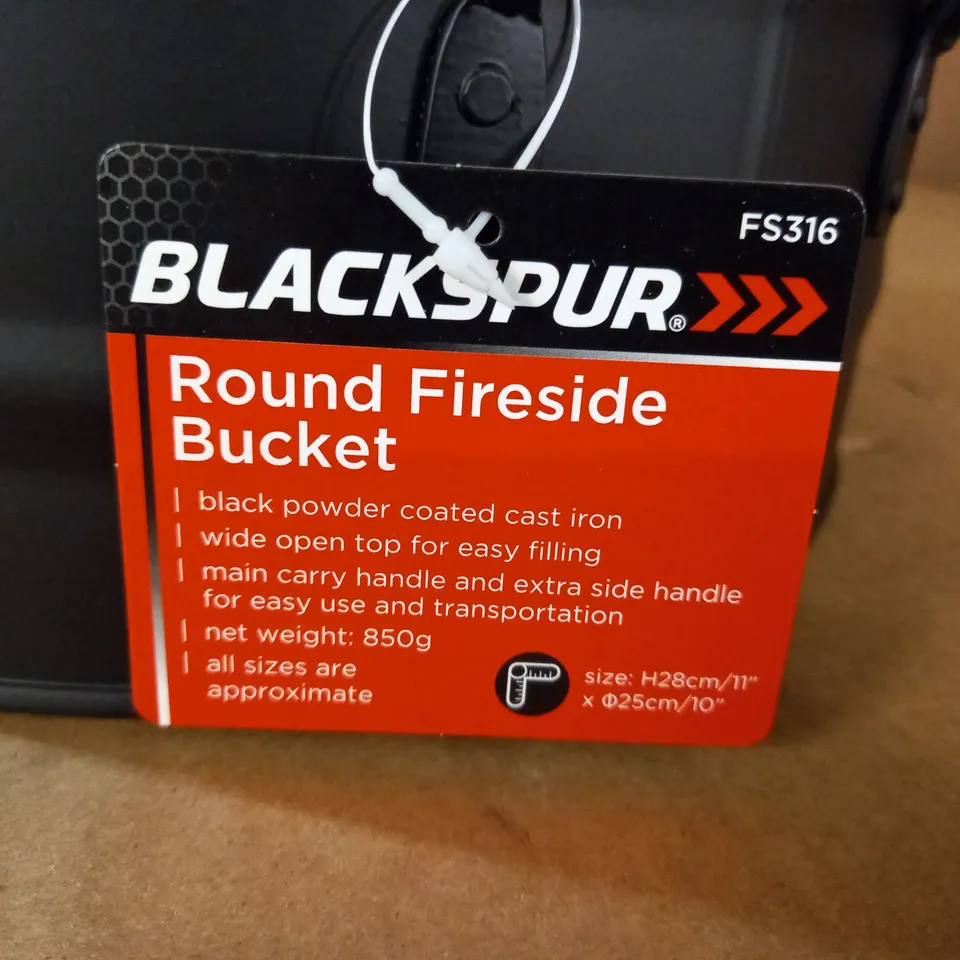 FS316
BLACKSPUR®
Round Fireside
Bucket
| black powder coated cast iron
| wide open top for easy filling
| main carry handle and extra side handle
for easy use and transportation
| net weight: 850g
| all sizes are
approximate
size: H28cm/11"
x Φ25cm/10"